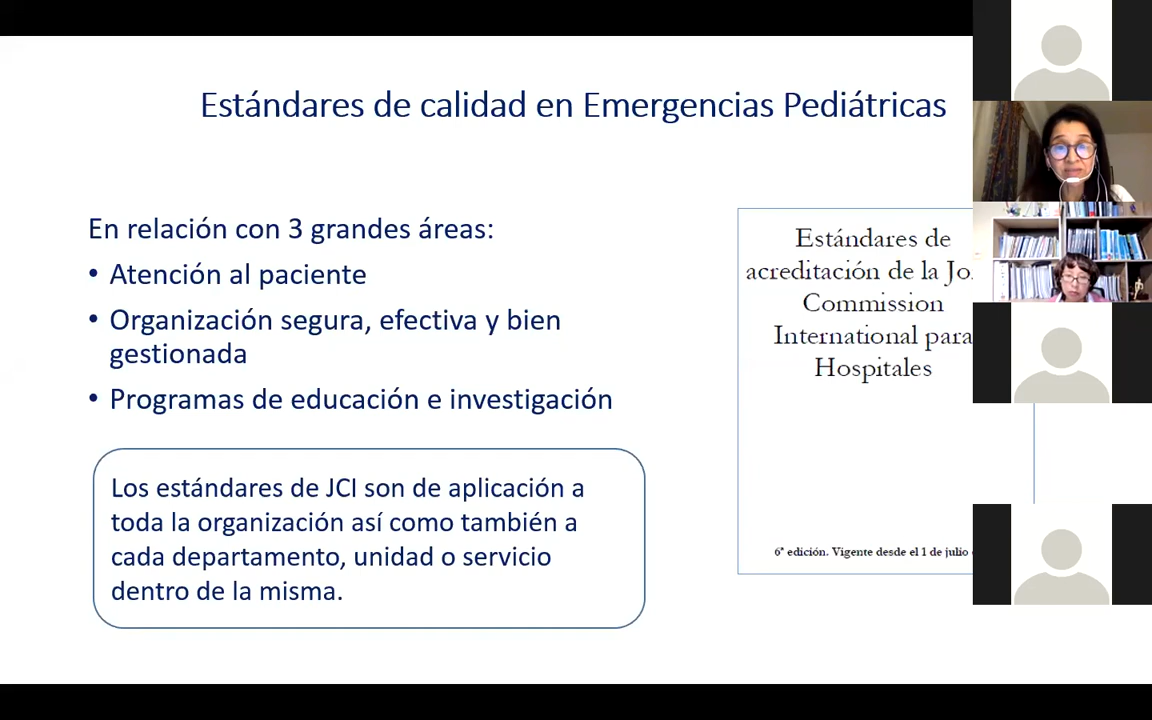 Estándares de calidad en Emergencias Pediátricas
En relación con 3 grandes áreas:
• Atención al paciente
• Organización segura, efectiva y bien
gestionada
• Programas de educación e investigación
Los estándares de JCI son de aplicación a
toda la organización así como también a
cada departamento, unidad o servicio
dentro de la misma.
Estándares de
acreditación de la
Commission
International para
Hospitales
6ª edición. Vigente desde el 1 de julio